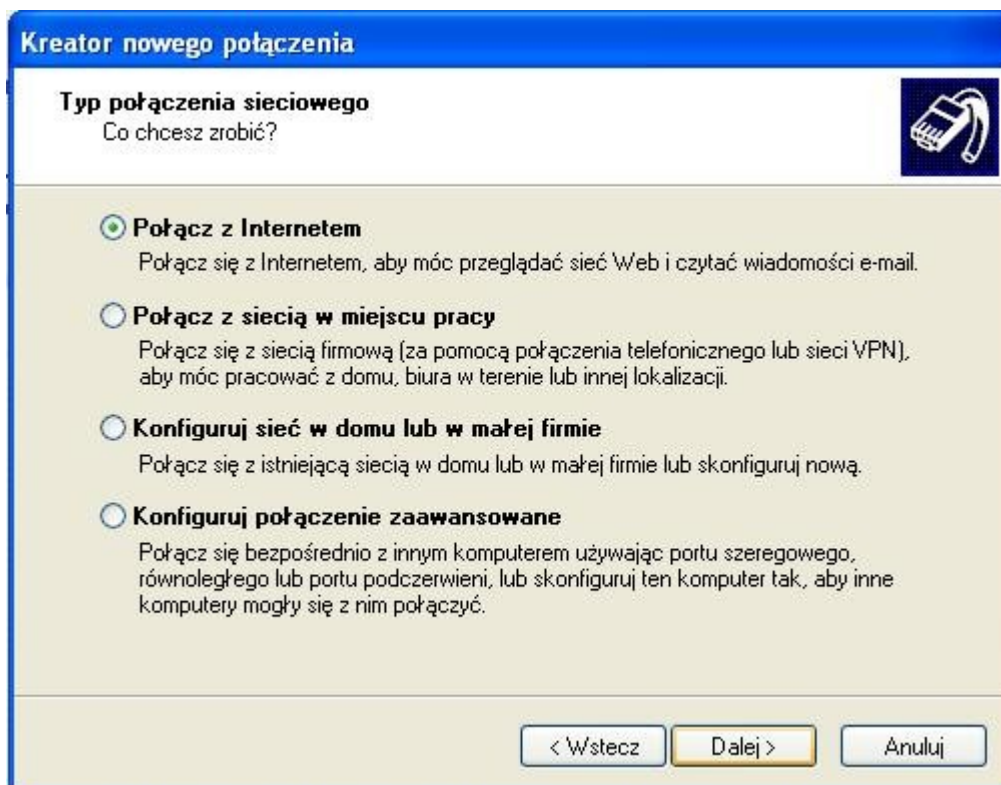 Kreator nowego połączenia
Typ połączenia sieciowego
Co chcesz zrobić?
Połącz z Internetem
Połącz się z Internetem, aby móc przeglądać sieć Web i czytać wiadomości e-mail.
Połącz z siecią w miejscu pracy
Połącz się z siecią firmową (za pomocą połączenia telefonicznego lub sieci VPN),
aby móc pracować z domu, biura w terenie lub innej lokalizacji.
Konfiguruj sieć w domu lub w małej firmie
Połącz się z istniejącą siecią w domu lub w małej firmie lub skonfiguruj nową.
Konfiguruj połączenie zaawansowane
Połącz się bezpośrednio z innym komputerem używając portu szeregowego,
równoległego lub portu podczerwieni, lub skonfiguruj ten komputer tak, aby inne
komputery mogły się z nim połączyć.
< Wstecz Dalej > Anuluj